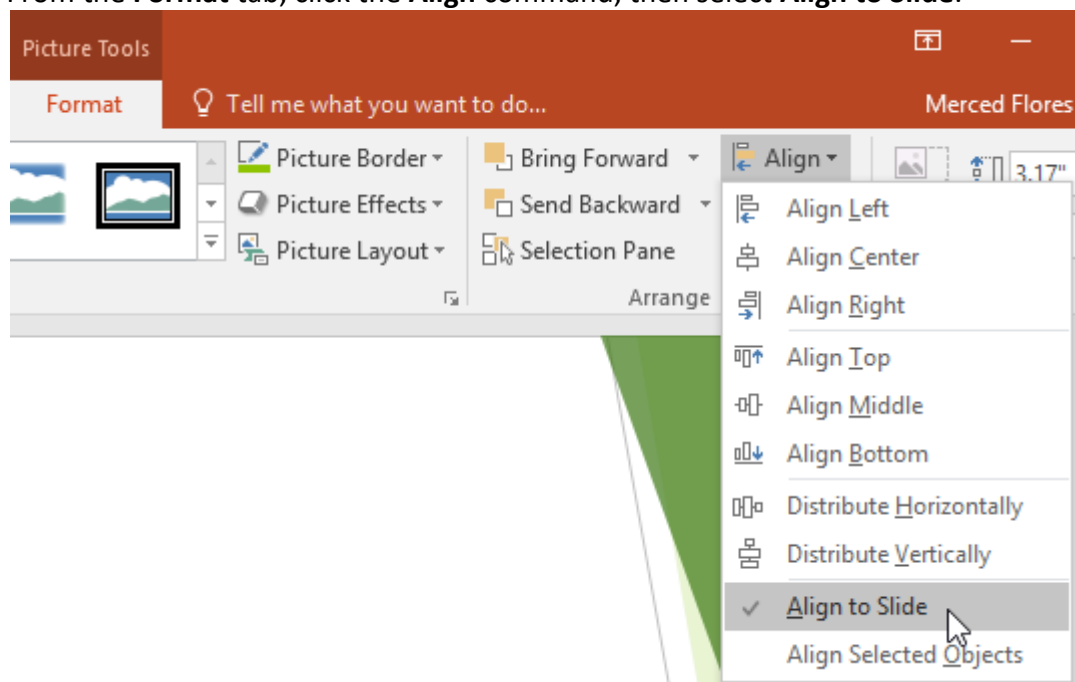 From the Format tab, click the Align command, then select Align to Slide.
Picture Tools
Format
Tell me what you want to do...
Merced Flores
Picture Border
Bring Forward
Align
3.17"
Picture Effects
Send Backward
Picture Layout
Selection Pane
Arrange
Align Left
Align Center
Align Right
Align Top
Align Middle
Align Bottom
Distribute Horizontally
Distribute Vertically
Align to Slide
Align Selected Objects